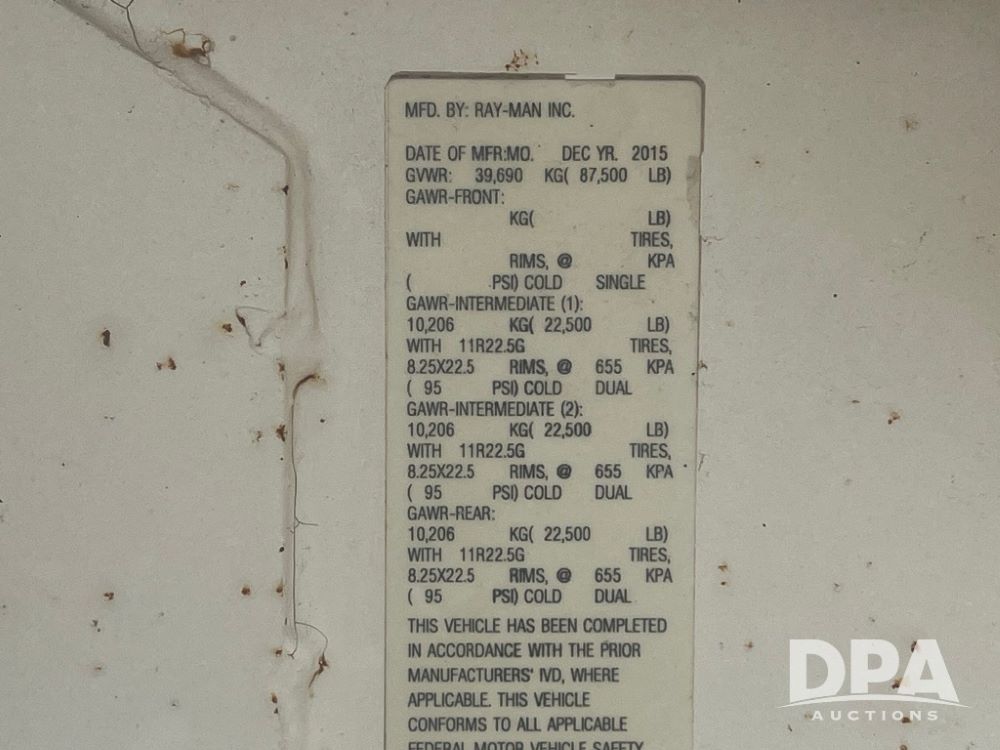 MFD. BY: RAY-MAN INC.
DATE OF MFR:MO. DEC YR. 2015
GVWR: 39,690 KG( 87,500 LB)
GAWR-FRONT:
KG( LB)
WITH TIRES,
RIMS, @ KPA
( PSI) COLD SINGLE
GAWR-INTERMEDIATE (1):
10,206 KG( 22,500 LB)
WITH 11R22.5G TIRES,
8.25X22.5 RIMS, @ 655 KPA
( 95 PSI) COLD DUAL
GAWR-INTERMEDIATE (2):
10,206 KG( 22,500 LB)
WITH 11R22.5G TIRES,
8.25X22.5 RIMS, @ 655 KPA
( 95 PSI) COLD DUAL
GAWR-REAR:
10,206 KG( 22,500 LB)
WITH 11R22.5G TIRES,
8.25X22.5 RIMS, @ 655 KPA
( 95 PSI) COLD DUAL
THIS VEHICLE HAS BEEN COMPLETED
IN ACCORDANCE WITH THE PRIOR
MANUFACTURERS' IVD, WHERE
APPLICABLE. THIS VEHICLE
CONFORMS TO ALL APPLICABLE
FEDERAL MOTOR VEHICLE SAFETY
DPA
AUCTIONS